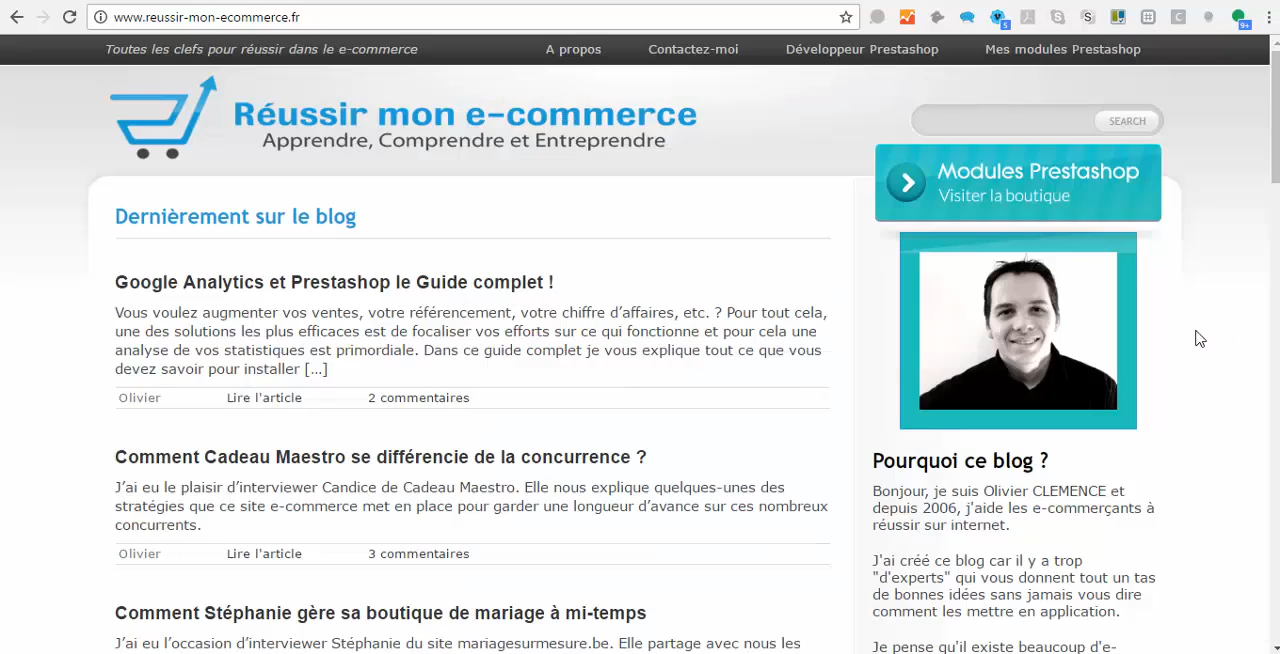 www.reussir-mon-ecommerce.fr
5
9+
Toutes les clefs pour réussir dans le e-commerce
A propos
Contactez-moi
Développeur Prestashop
Mes modules Prestashop
Réussir mon e-commerce
Apprendre, Comprendre et Entreprendre
SEARCH
Modules Prestashop
Visiter la boutique
Dernièrement sur le blog
Google Analytics et Prestashop le Guide complet !
Vous voulez augmenter vos ventes, votre référencement, votre chiffre d’affaires, etc. ? Pour tout cela,
une des solutions les plus efficaces est de focaliser vos efforts sur ce qui fonctionne et pour cela une
analyse de vos statistiques est primordiale. Dans ce guide complet je vous explique tout ce que vous
devez savoir pour installer […]
Olivier
Lire l'article
2 commentaires
Comment Cadeau Maestro se différencie de la concurrence ?
J’ai eu le plaisir d’interviewer Candice de Cadeau Maestro. Elle nous explique quelques-unes des
stratégies que ce site e-commerce met en place pour garder une longueur d’avance sur ces nombreux
concurrents.
Olivier
Lire l'article
3 commentaires
Comment Stéphanie gère sa boutique de mariage à mi-temps
J’ai eu l’occasion d’interviewer Stéphanie du site mariagesurmesure.be. Elle partage avec nous les
Pourquoi ce blog ?
Bonjour, je suis Olivier CLEMENCE et
depuis 2006, j'aide les e-commerçants à
réussir sur internet.
J'ai créé ce blog car il y a trop
"d'experts" qui vous donnent tout un tas
de bonnes idées sans jamais vous dire
comment les mettre en application.
Je pense qu'il existe beaucoup d'e-